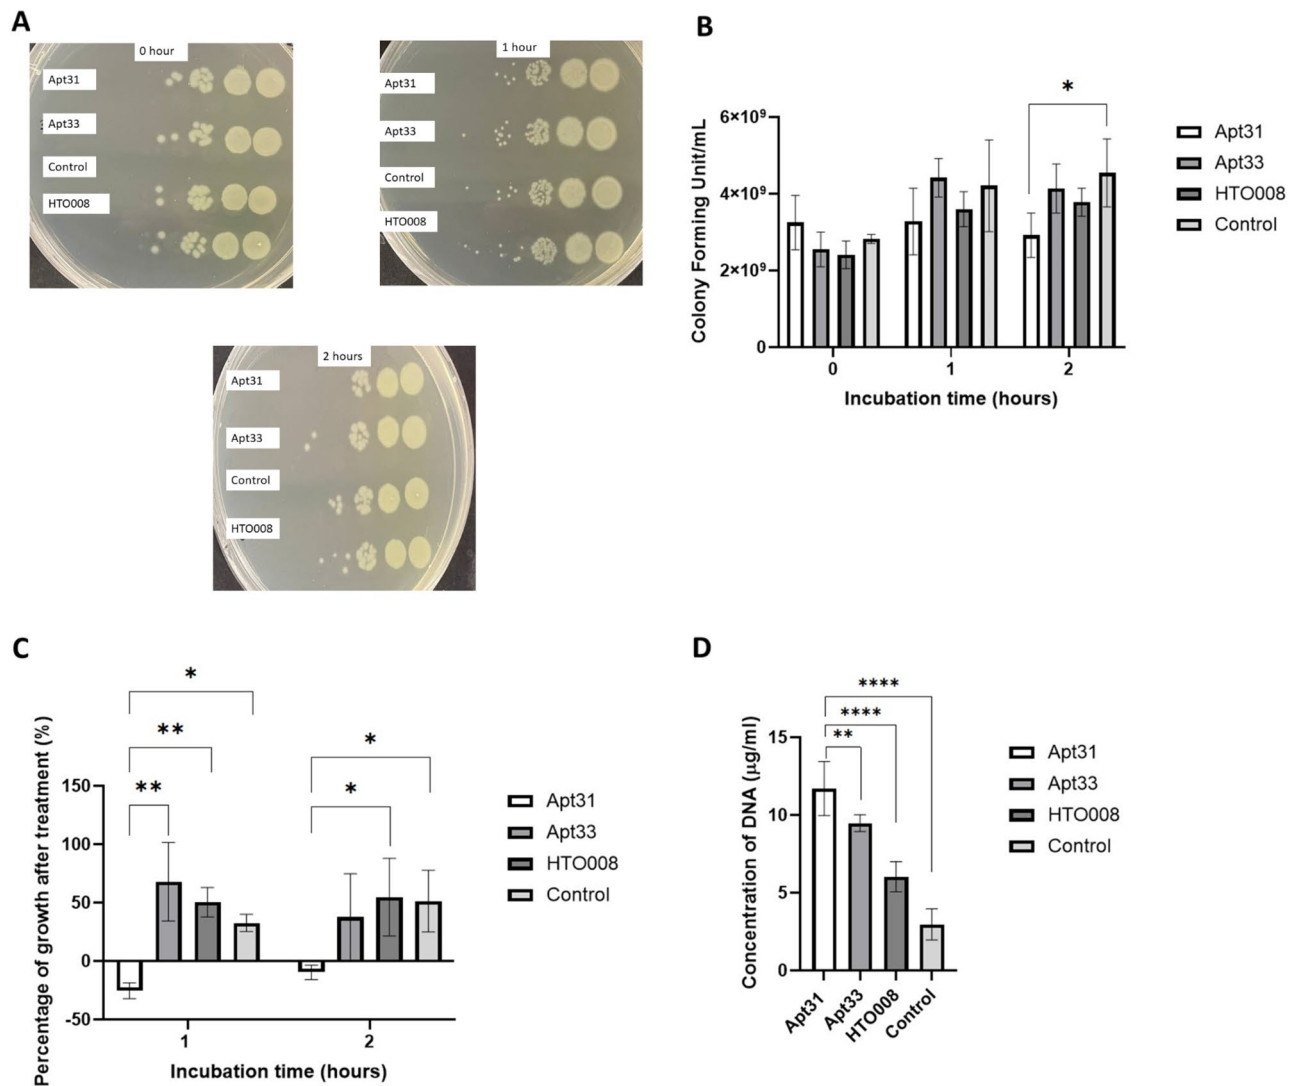 A
0 hour
Apt31
Apt33
Control
HTO008
1 hour
Apt31
Apt33
Control
HTO008
2 hours
Apt31
Apt33
Control
HTO008
B
*
6×10⁹
4×10⁹
2×10⁹
0
Colony Forming Unit/mL
0 1 2
Incubation time (hours)
Apt31
Apt33
HTO008
Control
C
*
**
**
*
*
150
100
50
0
-50
Percentage of growth after treatment (%)
1 2
Incubation time (hours)
Apt31
Apt33
HTO008
Control
D
****
****
**
15
10
5
0
Concentration of DNA (µg/ml)
Apt31 Apt33 HTO008 Control
Apt31
Apt33
HTO008
Control